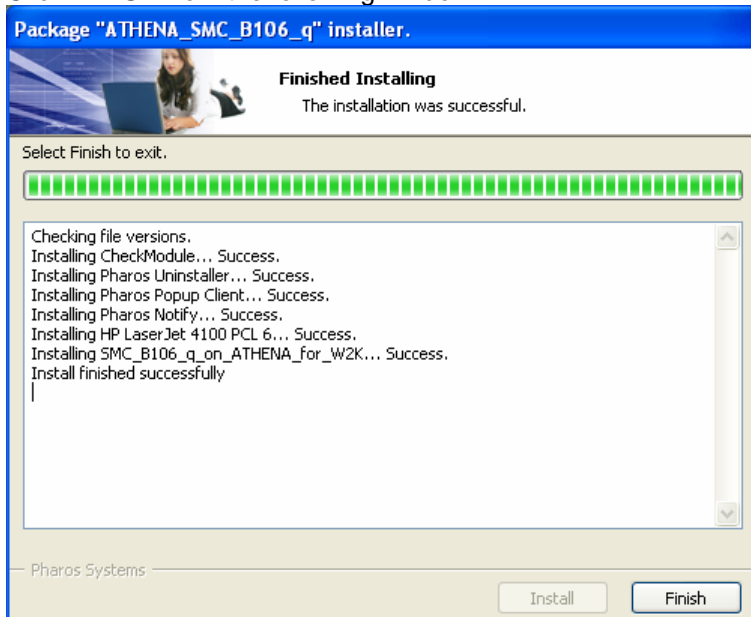 Package "ATHENA_SMC_B106_q" installer.
Finished Installing
The installation was successful.
Select Finish to exit.
Checking file versions.
Installing CheckModule... Success.
Installing Pharos Uninstaller... Success.
Installing Pharos Popup Client... Success.
Installing Pharos Notify... Success.
Installing HP LaserJet 4100 PCL 6... Success.
Installing SMC_B106_q_on_ATHENA_for_W2K... Success.
Install finished successfully
Pharos Systems
Install
Finish